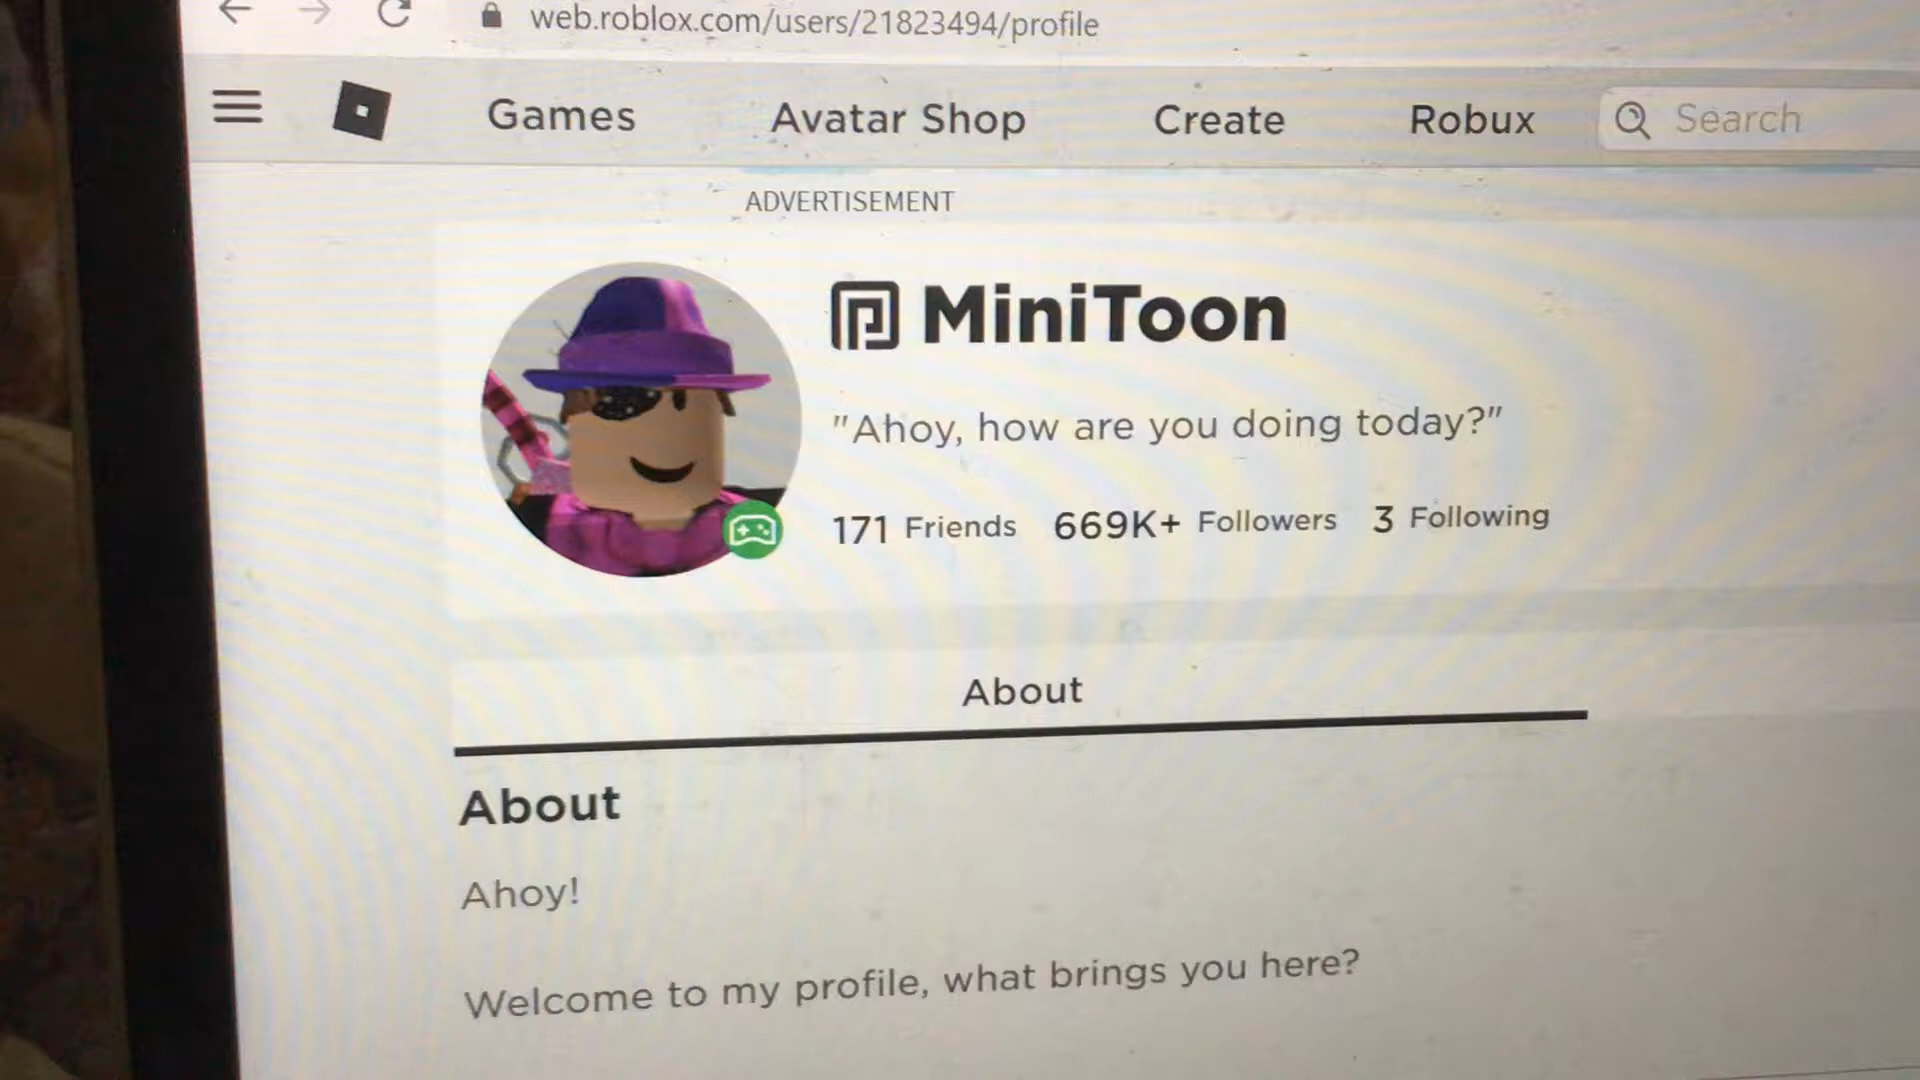 web.roblox.com/users/21823494/profile
Games Avatar Shop Create Robux Search
ADVERTISEMENT
MiniToon
"Ahoy, how are you doing today?"
171 Friends 669K+ Followers 3 Following
About
About
Ahoy!
Welcome to my profile, what brings you here?